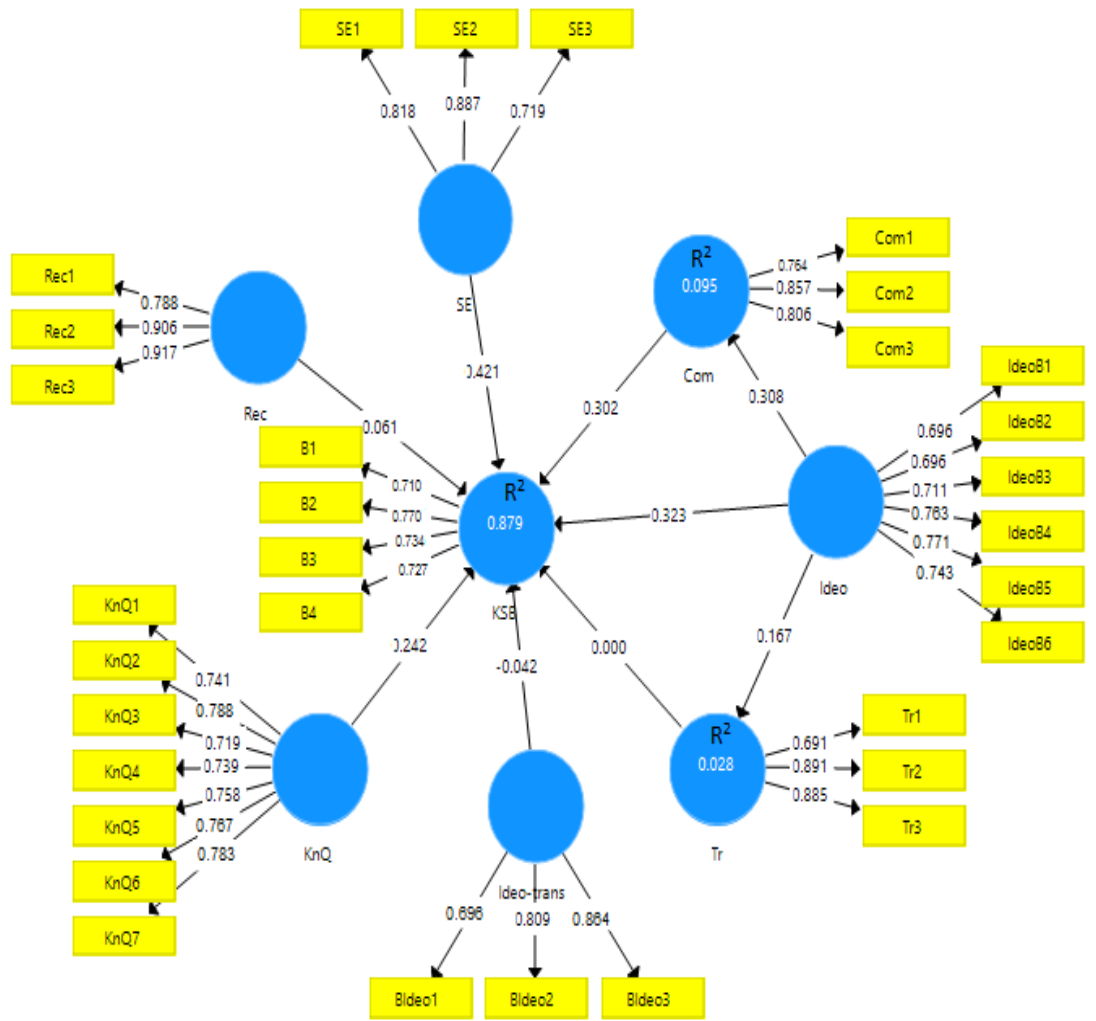 SE1
SE2
SE3
0.818
0.887
0.719
SE
Rec1
Rec2
Rec3
0.788
0.906
0.917
Rec
R²
0.095
Com
0.764
0.857
0.806
Com1
Com2
Com3
0.421
0.302
0.308
0.061
IdeoB1
IdeoB2
IdeoB3
IdeoB4
IdeoB5
IdeoB6
0.696
0.696
0.711
0.763
0.771
0.743
Ideo
B1
B2
B3
B4
0.710
0.770
0.734
0.727
R²
0.879
KSB
0.323
0.167
0.000
-0.042
0.242
KnQ1
KnQ2
KnQ3
KnQ4
KnQ5
KnQ6
KnQ7
0.741
0.788
0.719
0.739
0.758
0.767
0.783
KnQ
R²
0.028
Tr
0.691
0.891
0.885
Tr1
Tr2
Tr3
Ideo-trans
0.696
0.809
0.864
BIdeo1
BIdeo2
BIdeo3